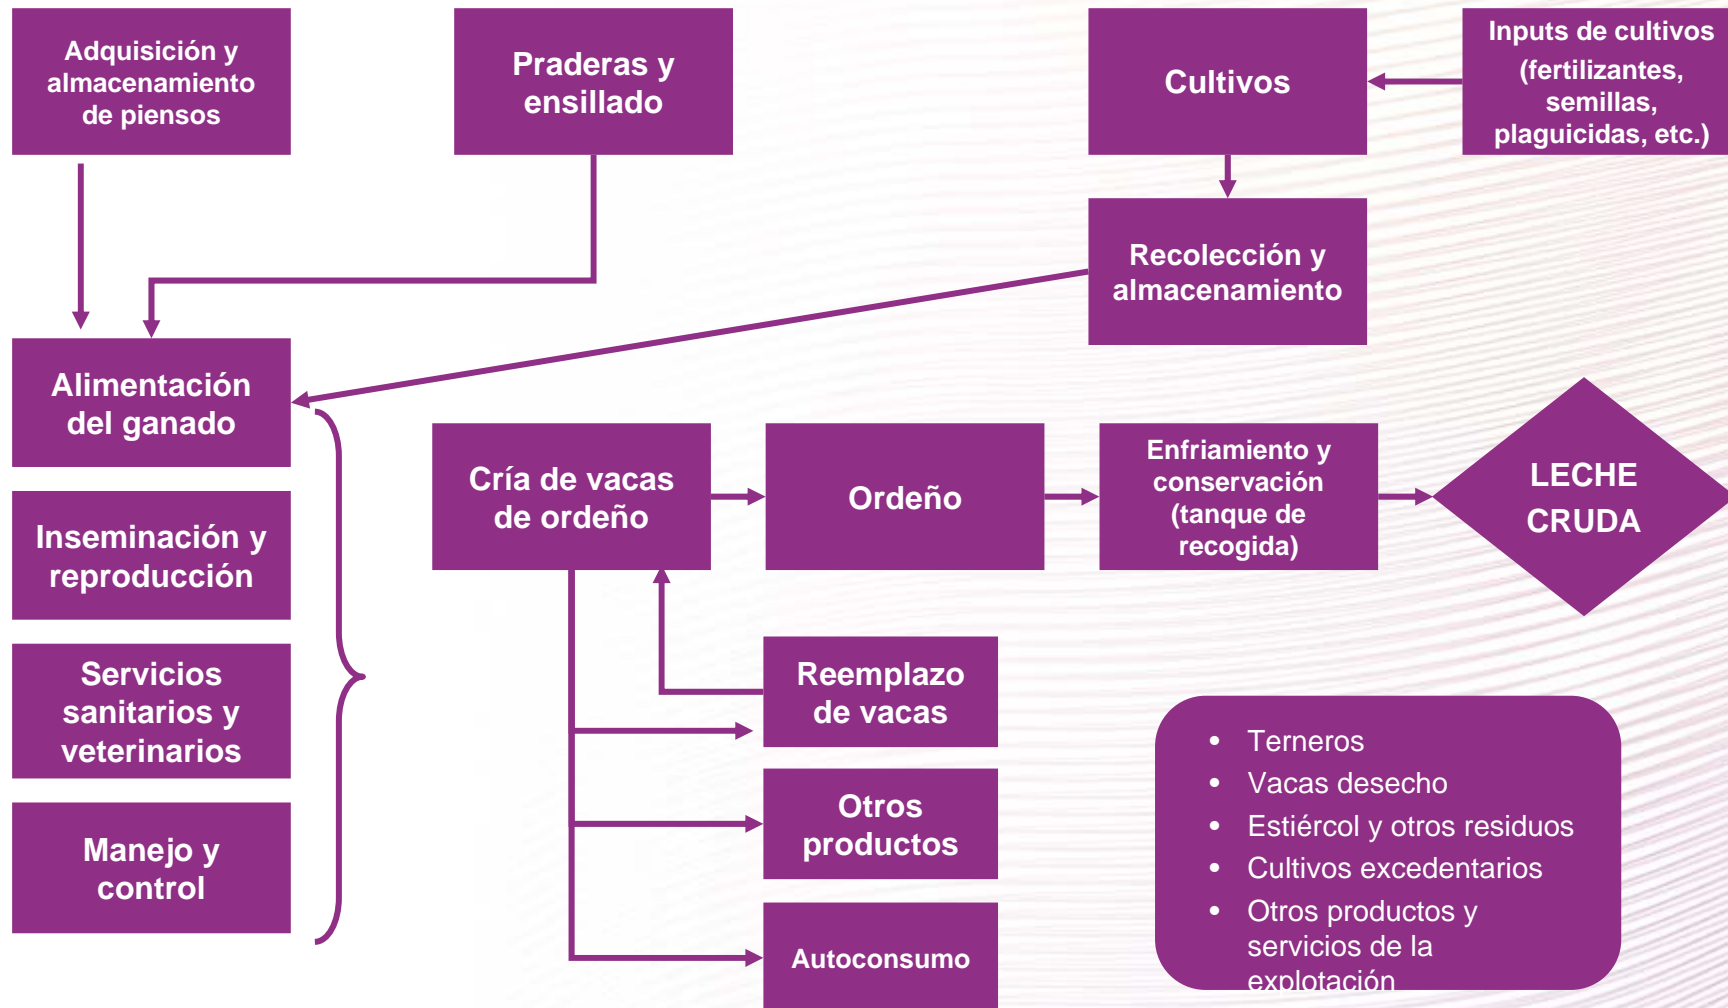 Adquisición y
almacenamiento
de piensos
Praderas y
ensillado
Cultivos
Inputs de cultivos
(fertilizantes,
semillas,
plaguicidas, etc.)
Recolección y
almacenamiento
Alimentación
del ganado
Inseminación y
reproducción
Servicios
sanitarios y
veterinarios
Manejo y
control
Cría de vacas
de ordeño
Ordeño
Enfriamiento y
conservación
(tanque de
recogida)
LECHE
CRUDA
Reemplazo
de vacas
Otros
productos
Autoconsumo
• Terneros
• Vacas desecho
• Estiércol y otros residuos
• Cultivos excedentarios
• Otros productos y
servicios de la
explotación